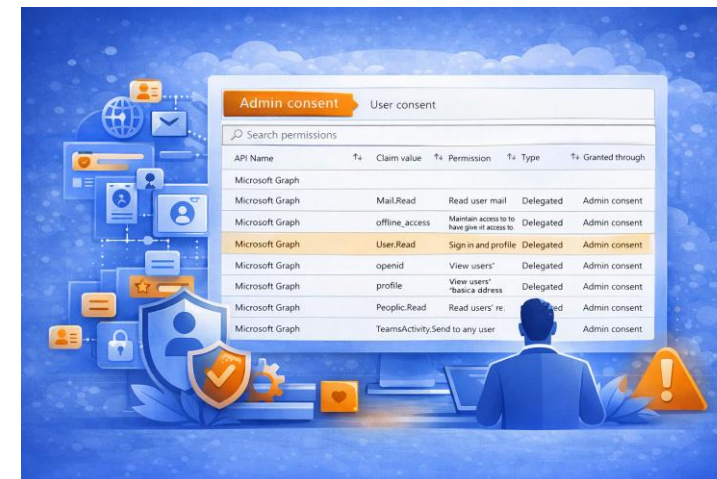 Admin consent User consent
Search permissions
API Name Claim value Permission Type Granted through
Microsoft Graph
Microsoft Graph Mail.Read Read user mail Delegated Admin consent
Microsoft Graph offline_access Maintain access to to have give it access to Delegated Admin consent
Microsoft Graph User.Read Sign in and profile Delegated Admin consent
Microsoft Graph openid View users' Delegated Admin consent
Microsoft Graph profile View users' "basica ddress Delegated Admin consent
Microsoft Graph Peoplic.Read Read users' re. Admin consent
Microsoft Graph TeamsActivity.Send to any user Admin consent